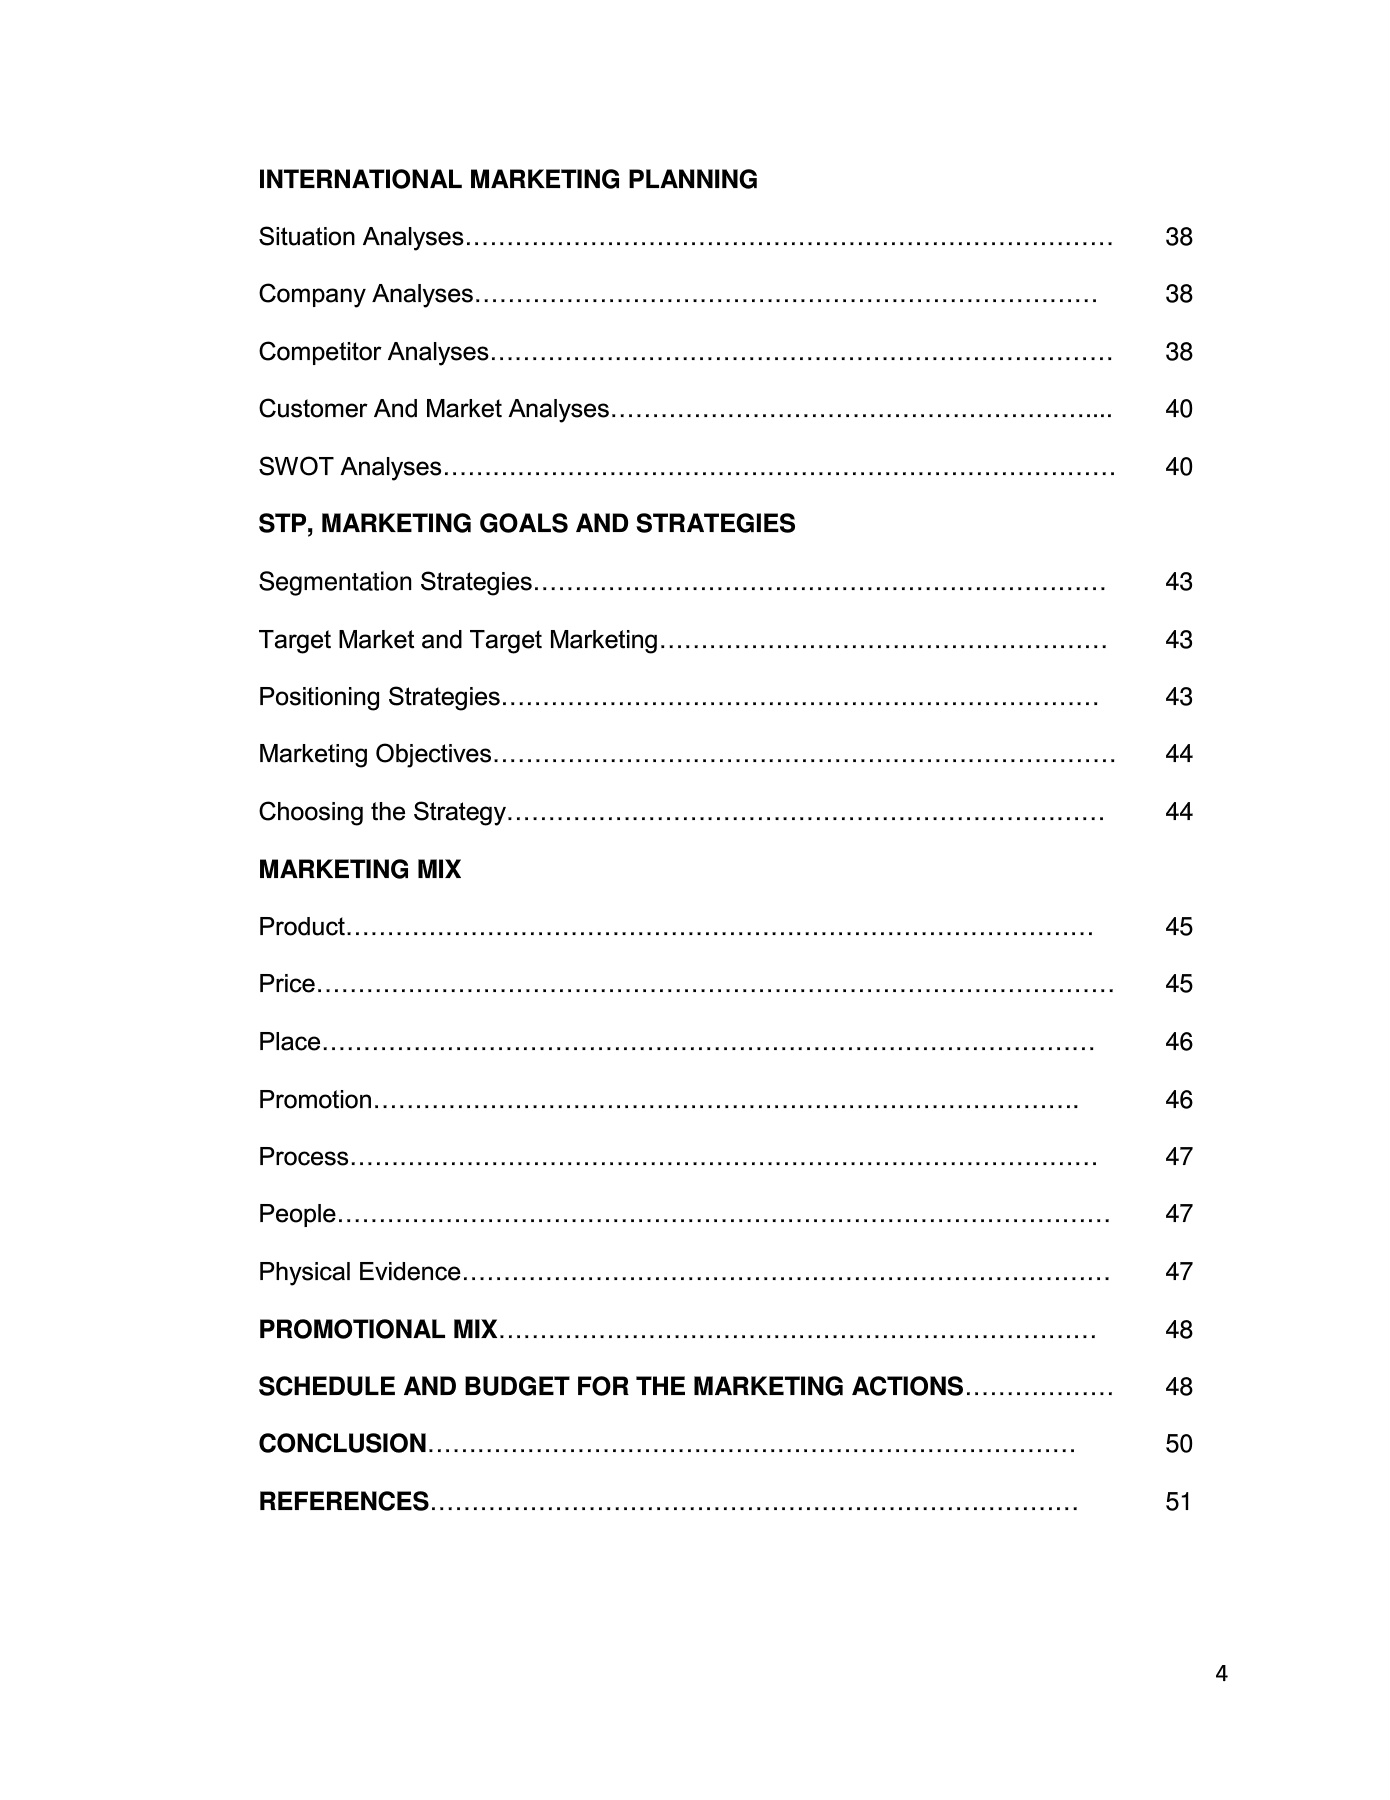 INTERNATIONAL MARKETING PLANNING
Situation Analyses…………………………………………………………………… 38
Company Analyses………………………………………………………………… 38
Competitor Analyses………………………………………………………………… 38
Customer And Market Analyses………………………………………………….... 40
SWOT Analyses……………………………………………………………………… 40
STP, MARKETING GOALS AND STRATEGIES
Segmentation Strategies…………………………………………………………… 43
Target Market and Target Marketing……………………………………………… 43
Positioning Strategies……………………………………………………………… 43
Marketing Objectives………………………………………………………………… 44
Choosing the Strategy……………………………………………………………… 44
MARKETING MIX
Product……………………………………………………………………………… 45
Price…………………………………………………………………………………… 45
Place………………………………………………………………………………… 46
Promotion………………………………………………………………………….. 46
Process……………………………………………………………………………… 47
People………………………………………………………………………………… 47
Physical Evidence…………………………………………………………………… 47
PROMOTIONAL MIX……………………………………………………………… 48
SCHEDULE AND BUDGET FOR THE MARKETING ACTIONS……………… 48
CONCLUSION…………………………………………………………………… 50
REFERENCES…………………………………………………………………… 51
4